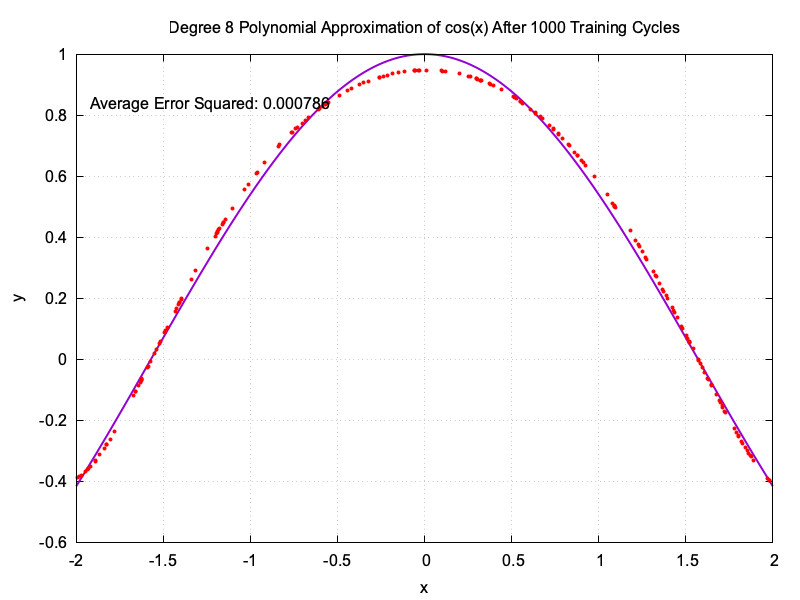 Degree 8 Polynomial Approximation of cos(x) After 1000 Training Cycles
1
Average Error Squared: 0.000786
0.8
0.6
0.4
y
0.2
0
-0.2
-0.4
-0.6
-2 -1.5 -1 -0.5 0 0.5 1 1.5 2
x